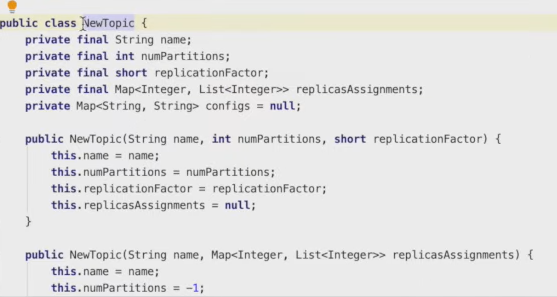 public class NewTopic {
private final String name;
private final int numPartitions;
private final short replicationFactor;
private final Map<Integer, List<Integer>> replicasAssignments;
private Map<String, String> configs = null;
public NewTopic(String name, int numPartitions, short replicationFactor) {
this.name = name;
this.numPartitions = numPartitions;
this.replicationFactor = replicationFactor;
this.replicasAssignments = null;
}
public NewTopic(String name, Map<Integer, List<Integer>> replicasAssignments) {
this.name = name;
this.numPartitions = -1;